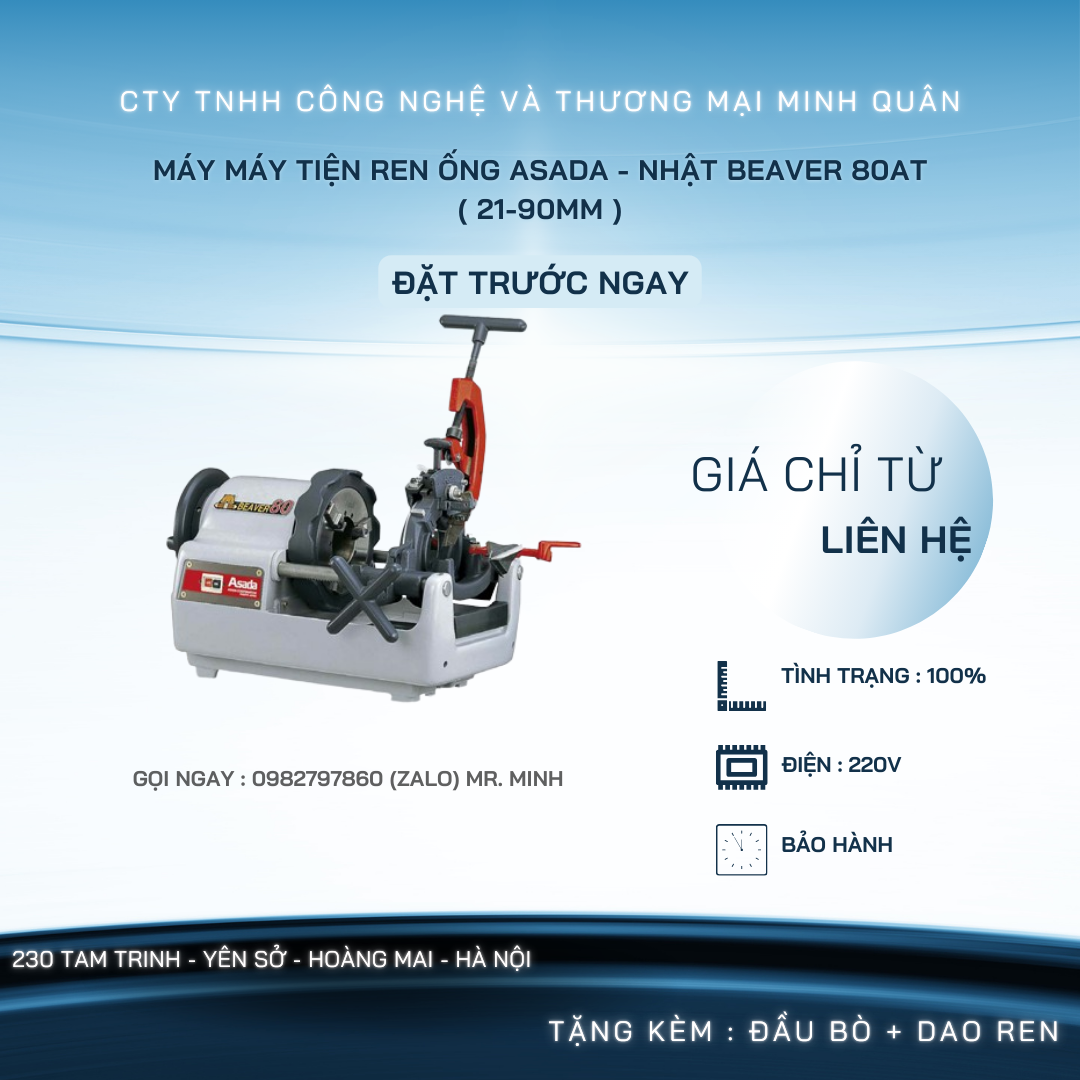 CTY TNHH CÔNG NGHỆ VÀ THƯƠNG MẠI MINH QUÂN
MÁY MÁY TIỆN REN ỐNG ASADA - NHẬT BEAVER 80AT
( 21-90MM )
ĐẶT TRƯỚC NGAY
BEAVER 80
Asada
GIÁ CHỈ TỪ
LIÊN HỆ
TÌNH TRẠNG : 100%
ĐIỆN : 220V
BẢO HÀNH
GỌI NGAY : 0982797860 (ZALO) MR. MINH
230 TAM TRINH - YÊN SỞ - HOÀNG MAI - HÀ NỘI
TẶNG KÈM : ĐẦU BÒ + DAO REN